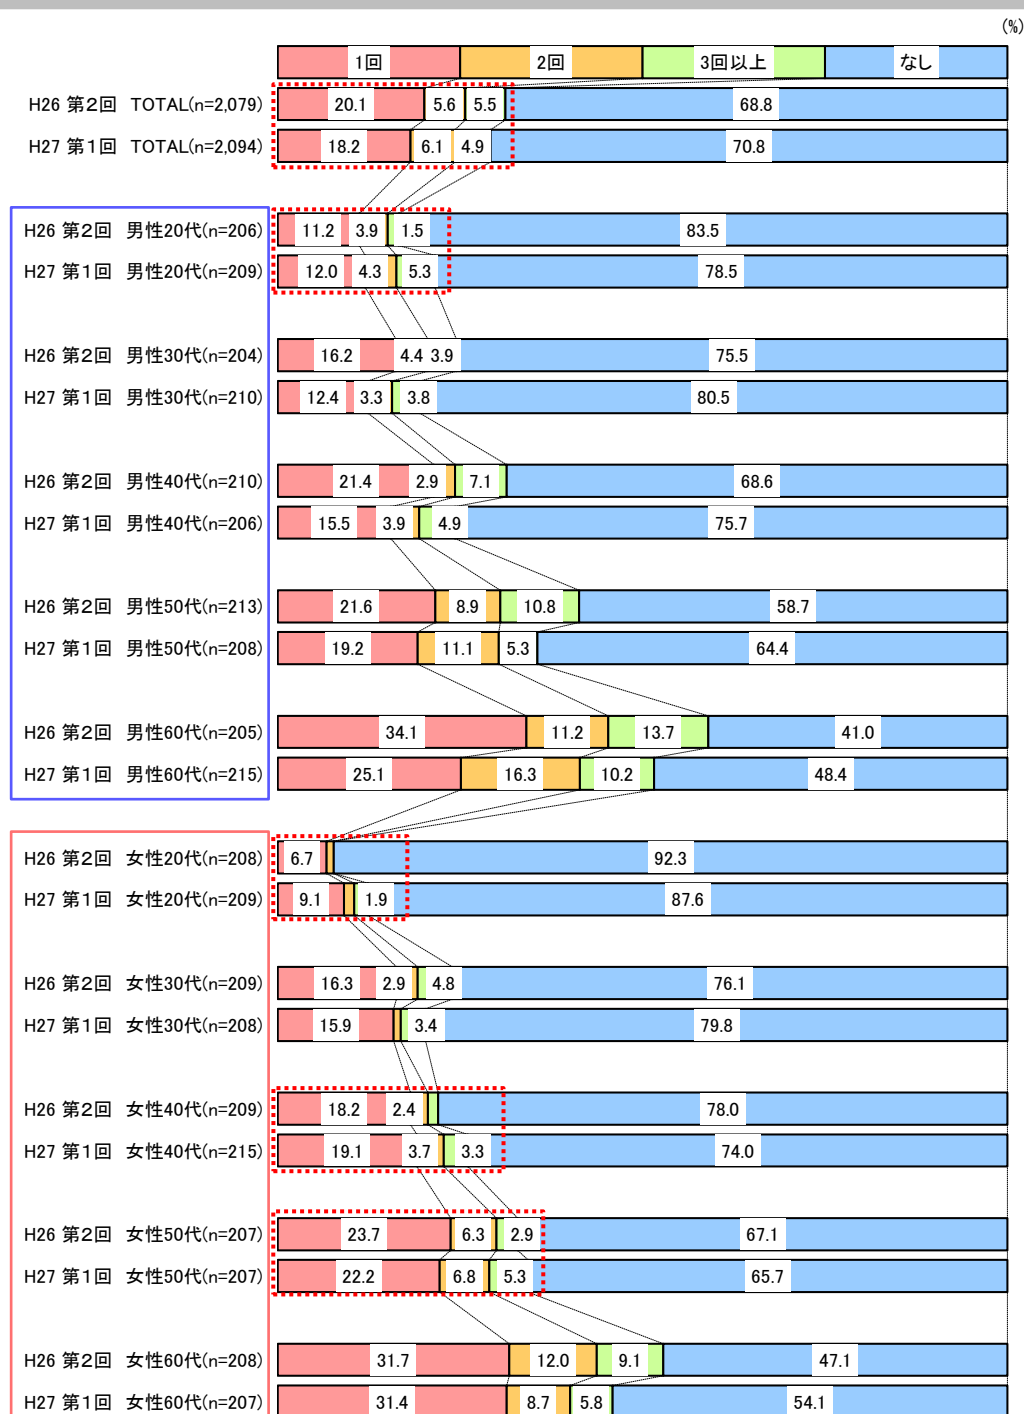 (%)
1回 2回 3回以上 なし
H26 第2回 TOTAL(n=2,079) 20.1 5.6 5.5 68.8
H27 第1回 TOTAL(n=2,094) 18.2 6.1 4.9 70.8
H26 第2回 男性20代(n=206) 11.2 3.9 1.5 83.5
H27 第1回 男性20代(n=209) 12.0 4.3 5.3 78.5
H26 第2回 男性30代(n=204) 16.2 4.4 3.9 75.5
H27 第1回 男性30代(n=210) 12.4 3.3 3.8 80.5
H26 第2回 男性40代(n=210) 21.4 2.9 7.1 68.6
H27 第1回 男性40代(n=206) 15.5 3.9 4.9 75.7
H26 第2回 男性50代(n=213) 21.6 8.9 10.8 58.7
H27 第1回 男性50代(n=208) 19.2 11.1 5.3 64.4
H26 第2回 男性60代(n=205) 34.1 11.2 13.7 41.0
H27 第1回 男性60代(n=215) 25.1 16.3 10.2 48.4
H26 第2回 女性20代(n=208) 6.7 92.3
H27 第1回 女性20代(n=209) 9.1 1.9 87.6
H26 第2回 女性30代(n=209) 16.3 2.9 4.8 76.1
H27 第1回 女性30代(n=208) 15.9 3.4 79.8
H26 第2回 女性40代(n=209) 18.2 2.4 78.0
H27 第1回 女性40代(n=215) 19.1 3.7 3.3 74.0
H26 第2回 女性50代(n=207) 23.7 6.3 2.9 67.1
H27 第1回 女性50代(n=207) 22.2 6.8 5.3 65.7
H26 第2回 女性60代(n=208) 31.7 12.0 9.1 47.1
H27 第1回 女性60代(n=207) 31.4 8.7 5.8 54.1